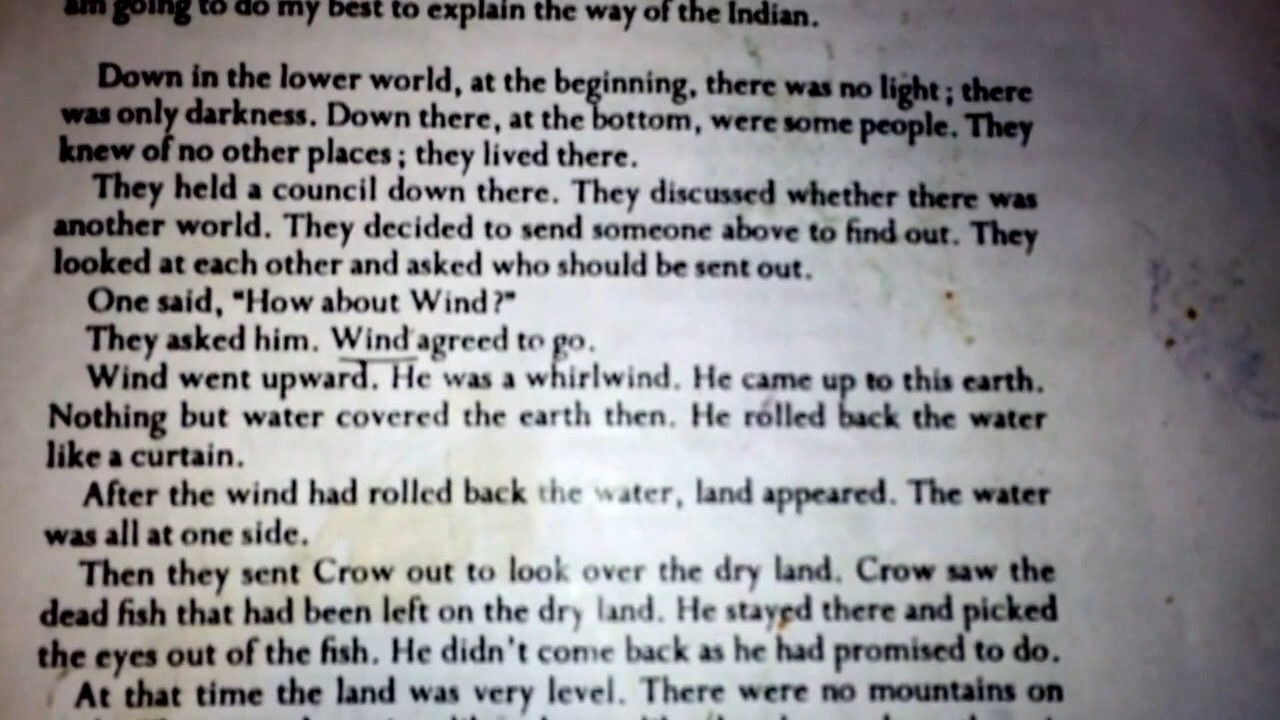 am going to do my best to explain the way of the Indian.
Down in the lower world, at the beginning, there was no light; there
was only darkness. Down there, at the bottom, were some people. They
knew of no other places; they lived there.
They held a council down there. They discussed whether there was
another world. They decided to send someone above to find out. They
looked at each other and asked who should be sent out.
One said, "How about Wind?"
They asked him. Wind agreed to go.
Wind went upward. He was a whirlwind. He came up to this earth.
Nothing but water covered the earth then. He rolled back the water
like a curtain.
After the wind had rolled back the water, land appeared. The water
was all at one side.
Then they sent Crow out to look over the dry land. Crow saw the
dead fish that had been left on the dry land. He stayed there and picked
the eyes out of the fish. He didn't come back as he had promised to do.
At that time the land was very level. There were no mountains on